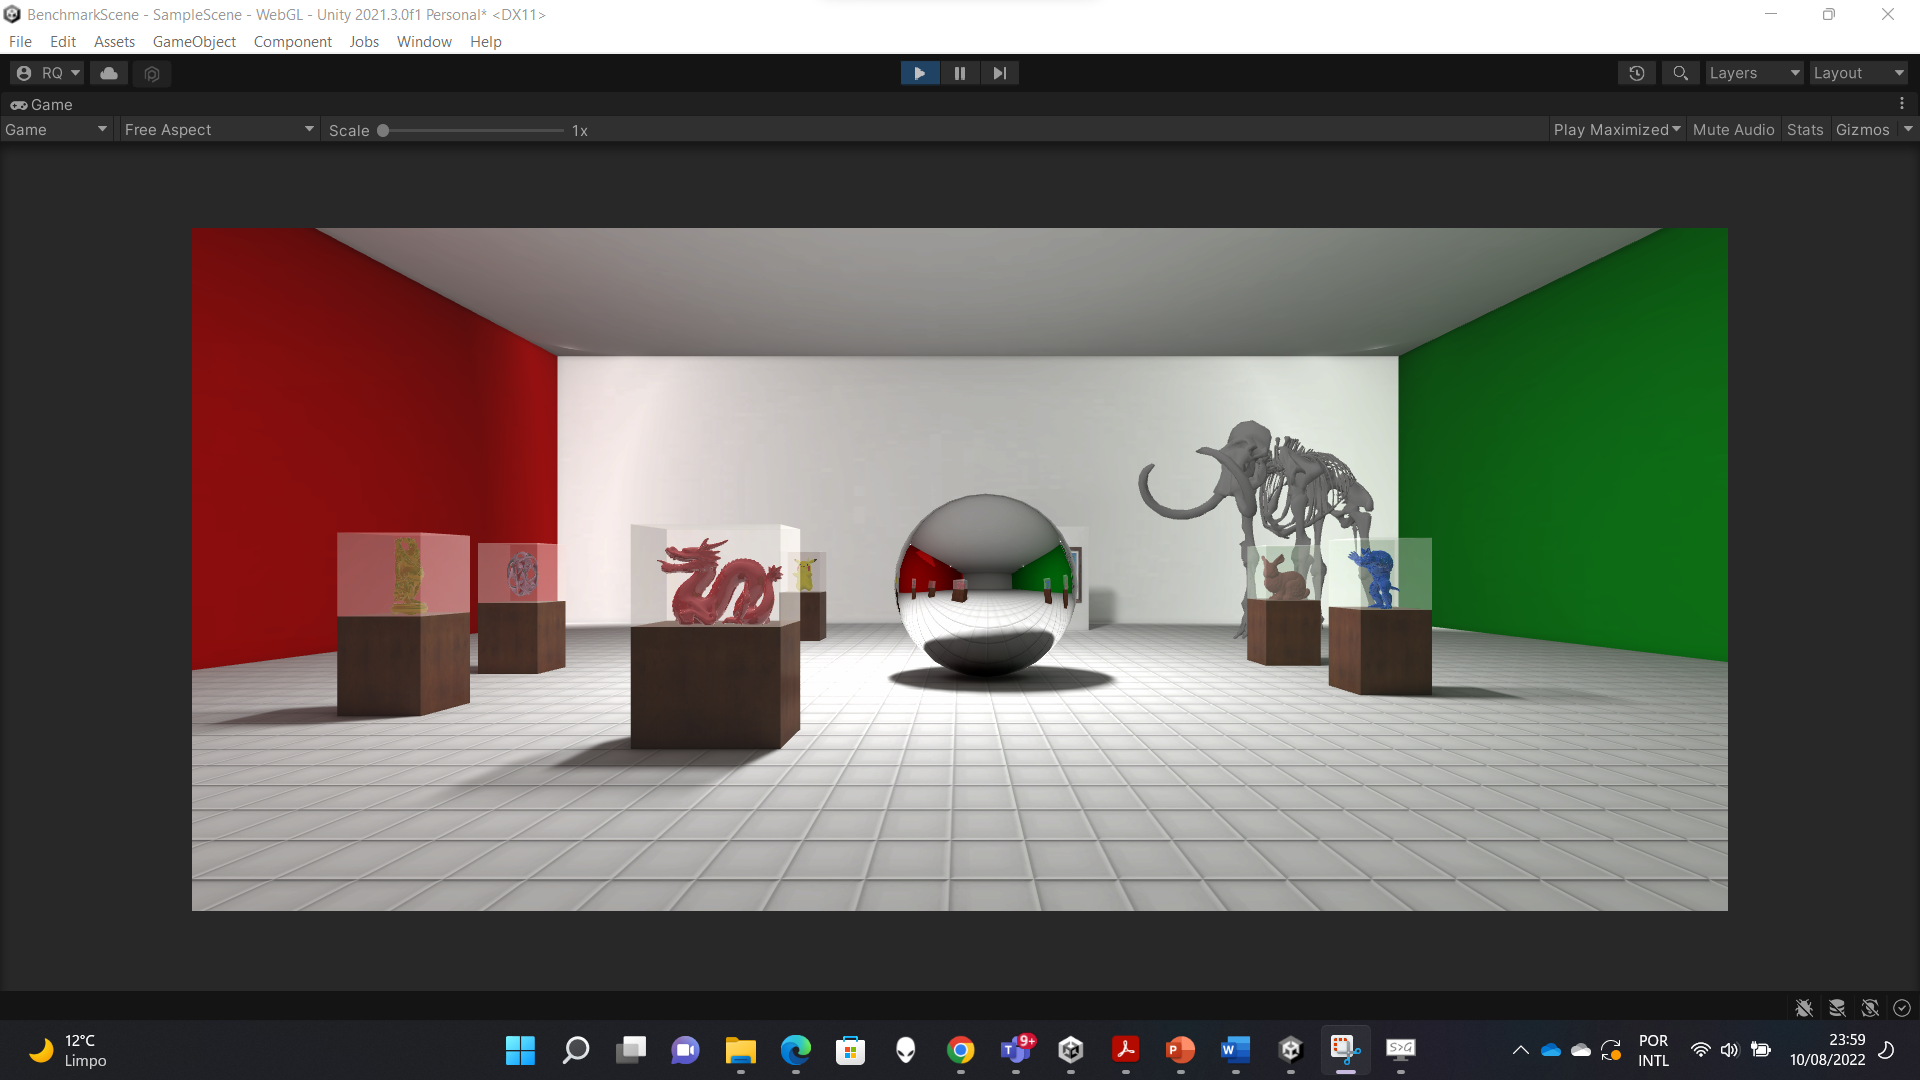 BenchmarkScene - SampleScene - WebGL - Unity 2021.3.0f1 Personal* <DX11>
File Edit Assets GameObject Component Jobs Window Help
RQ Layers Layout
Game
Game Free Aspect Scale 1x Play Maximized Mute Audio Stats Gizmos
12°C
Limpo
9+
T
P
W
S>G
POR
INTL
23:59
10/08/2022